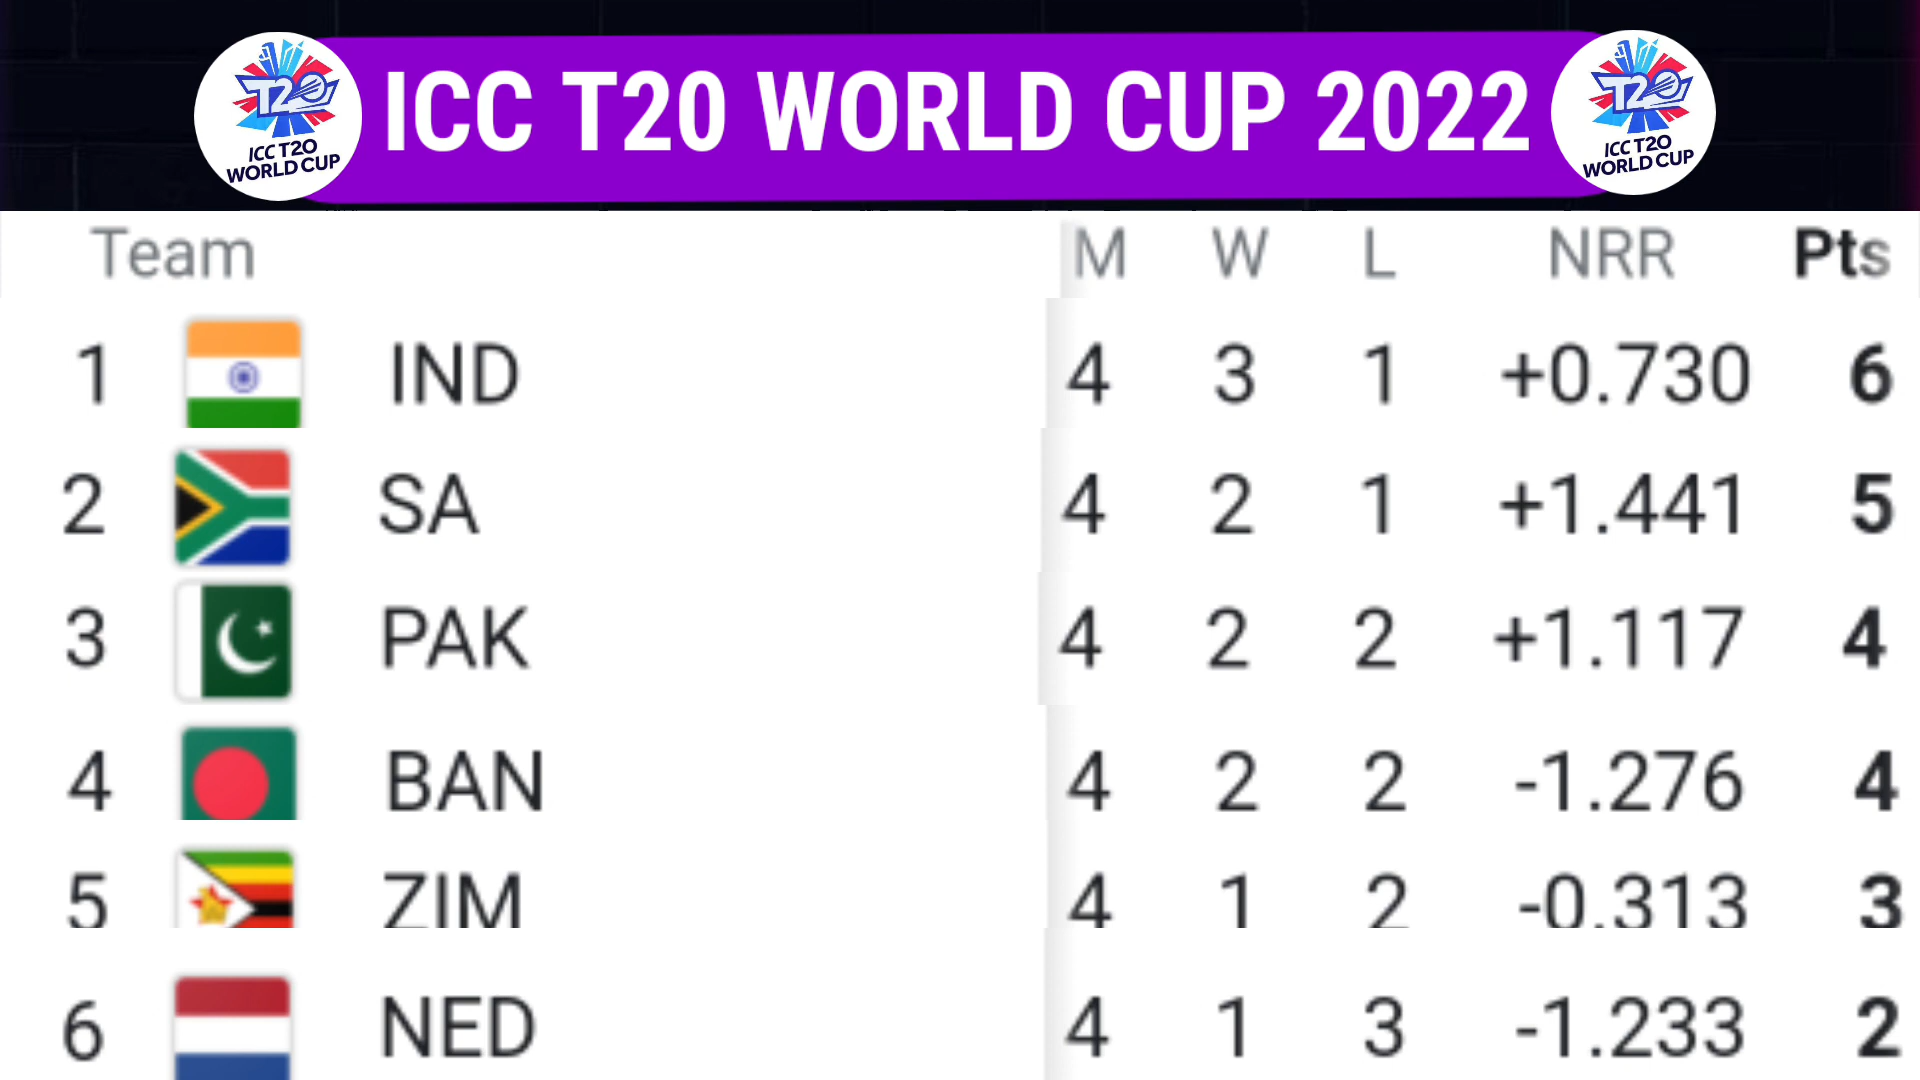 ICC T20 WORLD CUP 2022
T20
ICC T20
WORLD CUP
T20
ICC T20
WORLD CUP
Team M W L NRR Pts
1 IND 4 3 1 +0.730 6
2 SA 4 2 1 +1.441 5
3 PAK 4 2 2 +1.117 4
4 BAN 4 2 2 -1.276 4
5 ZIM 4 1 2 -0.313 3
6 NED 4 1 3 -1.233 2